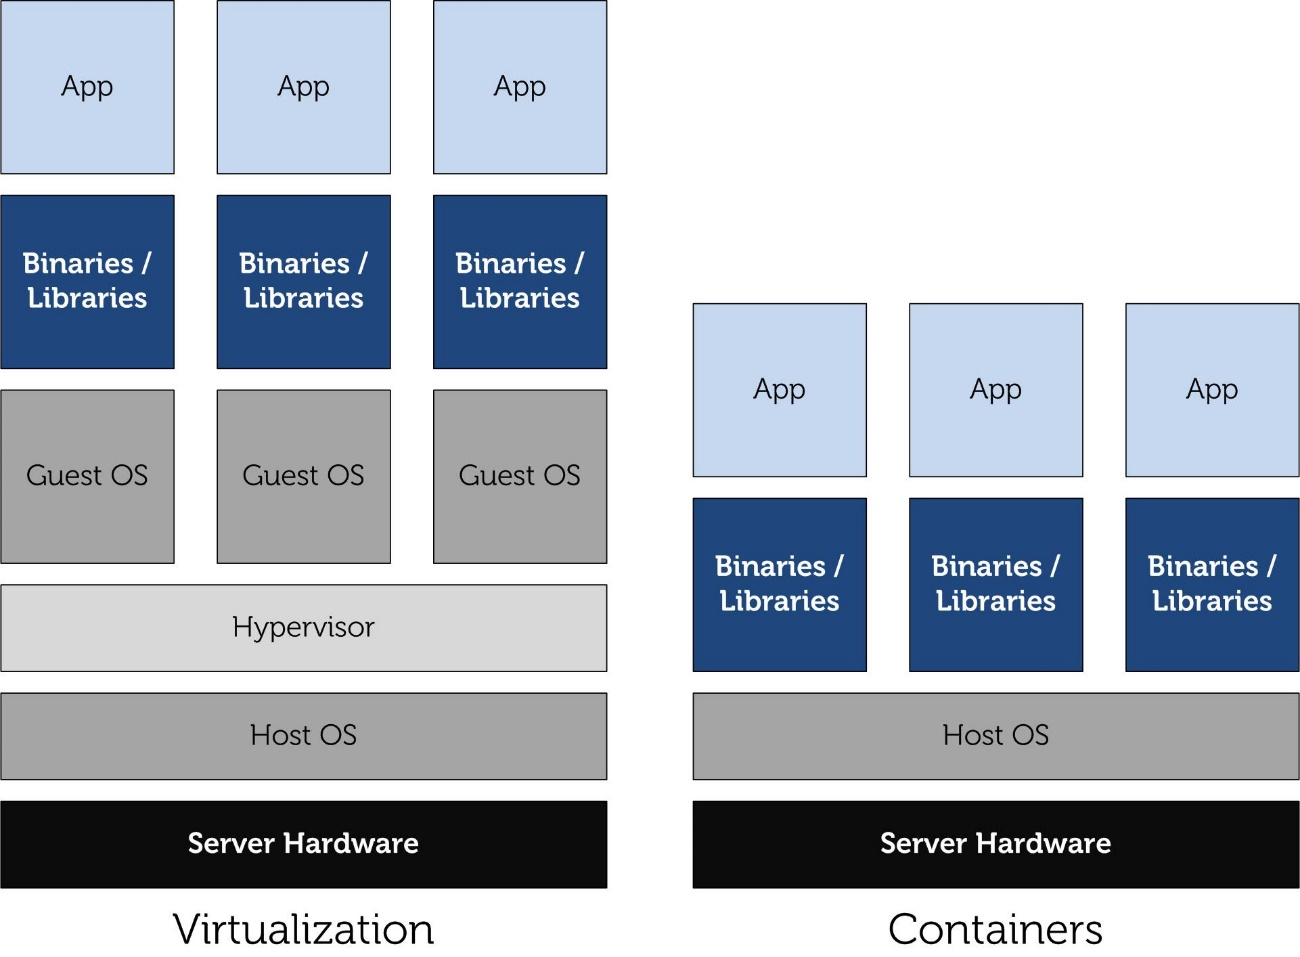 App
App
App
Binaries /
Libraries
Binaries /
Libraries
Binaries /
Libraries
Guest OS
Guest OS
Guest OS
Hypervisor
Host OS
Server Hardware
Virtualization
App
App
App
Binaries /
Libraries
Binaries /
Libraries
Binaries /
Libraries
Host OS
Server Hardware
Containers